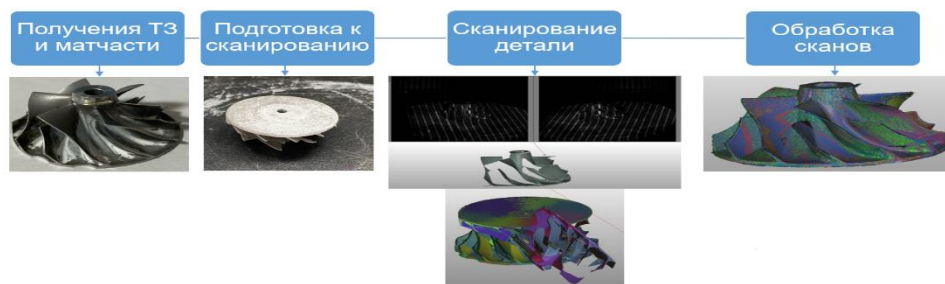 Получения ТЗ
и матчасти
Подготовка к
сканированию
Сканирование
детали
Обработка
сканов